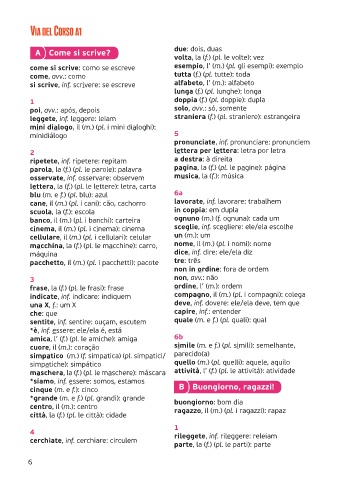 VIA DEL CORSO A1
A Come si scrive?
come si scrive: como se escreve
come, avv.: como
si scrive, inf. scrivere: se escreve
1
poi, avv.: após, depois
leggete, inf. leggere: leiam
mini dialogo, il (m.) (pl. i mini dialoghi):
minidiálogo
2
ripetete, inf. ripetere: repitam
parola, la (f.) (pl. le parole): palavra
osservate, inf. osservare: observem
lettera, la (f.) (pl. le lettere): letra, carta
blu (m. e f.) (pl. blu): azul
cane, il (m.) (pl. i cani): cão, cachorro
scuola, la (f.): escola
banco, il (m.) (pl. i banchi): carteira
cinema, il (m.) (pl. i cinema): cinema
cellulare, il (m.) (pl. i cellulari): celular
macchina, la (f.) (pl. le macchine): carro,
máquina
pacchetto, il (m.) (pl. i pacchetti): pacote
3
frase, la (f.) (pl. le frasi): frase
indicate, inf. indicare: indiquem
una X, f.: um X
che: que
sentite, inf. sentire: ouçam, escutem
*è, inf. essere: ele/ela é, está
amica, l' (f.) (pl. le amiche): amiga
cuore, il (m.): coração
simpatico (m.) (f. simpatica) (pl. simpatici/
simpatiche): simpático
maschera, la (f.) (pl. le maschere): máscara
*siamo, inf. essere: somos, estamos
cinque (m. e f.): cinco
*grande (m. e f.) (pl. grandi): grande
centro, il (m.): centro
città, la (f.) (pl. le città): cidade
4
cerchiate, inf. cerchiare: circulem
due: dois, duas
volta, la (f.) (pl. le volte): vez
esempio, l' (m.) (pl. gli esempi): exemplo
tutta (f.) (pl. tutte): toda
alfabeto, l' (m.): alfabeto
lunga (f.) (pl. lunghe): longa
doppia (f.) (pl. doppie): dupla
solo, avv.: só, somente
straniera (f.) (pl. straniere): estrangeira
5
pronunciate, inf. pronunciare: pronunciem
lettera per lettera: letra por letra
a destra: à direita
pagina, la (f.) (pl. le pagine): página
musica, la (f.): música
6a
lavorate, inf. lavorare: trabalhem
in coppia: em dupla
ognuno (m.) (f. ognuna): cada um
sceglie, inf. scegliere: ele/ela escolhe
un (m.): um
nome, il (m.) (pl. i nomi): nome
dice, inf. dire: ele/ela diz
tre: três
non in ordine: fora de ordem
non, avv.: não
ordine, l' (m.): ordem
compagno, il (m.) (pl. i compagni): colega
deve, inf. dovere: ele/ela deve, tem que
capire, inf.: entender
quale (m. e f.) (pl. quali): qual
6b
simile (m. e f.) (pl. simili): semelhante,
parecido(a)
quello (m.) (pl. quelli): aquele, aquilo
attività, l' (f.) (pl. le attività): atividade
B Buongiorno, ragazzi!
buongiorno: bom dia
ragazzo, il (m.) (pl. i ragazzi): rapaz
1
rileggete, inf. rileggere: releiam
parte, la (f.) (pl. le parti): parte
6